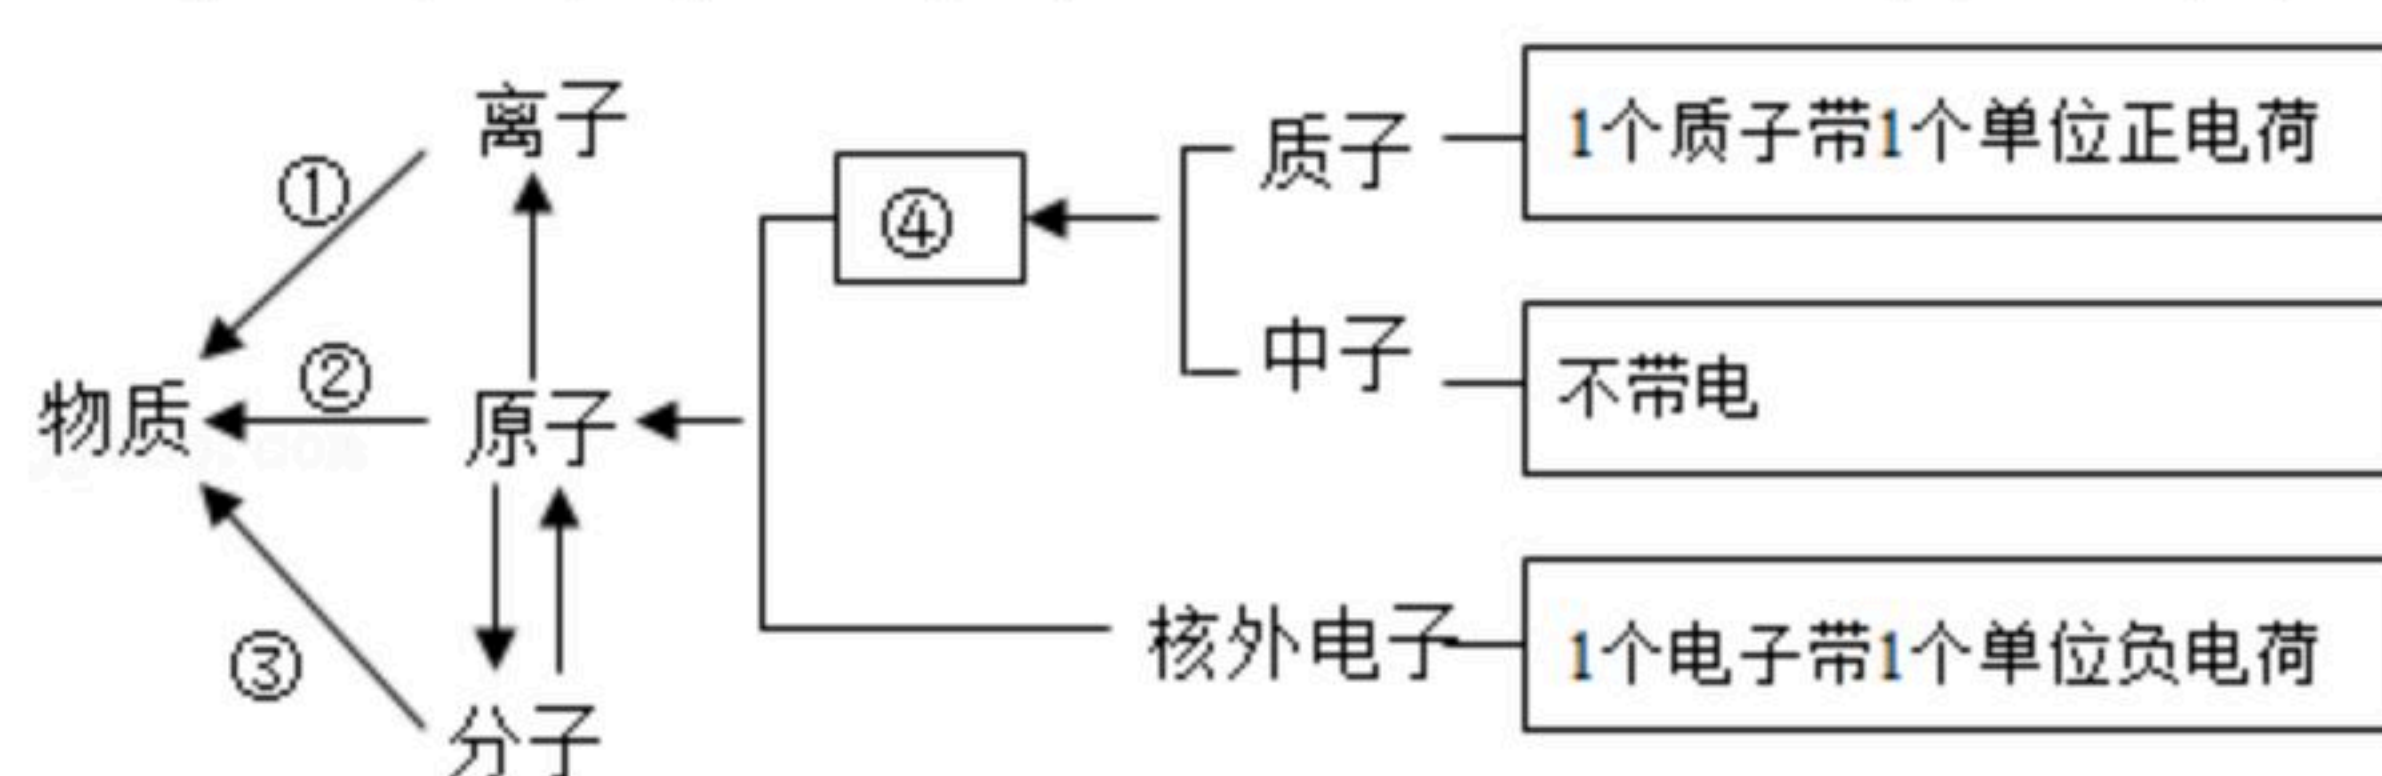 离子
①
质子
1个质子带1个单位正电荷
④
②
物质
原子
中子
不带电
③
核外电子
1个电子带1个单位负电荷
分子